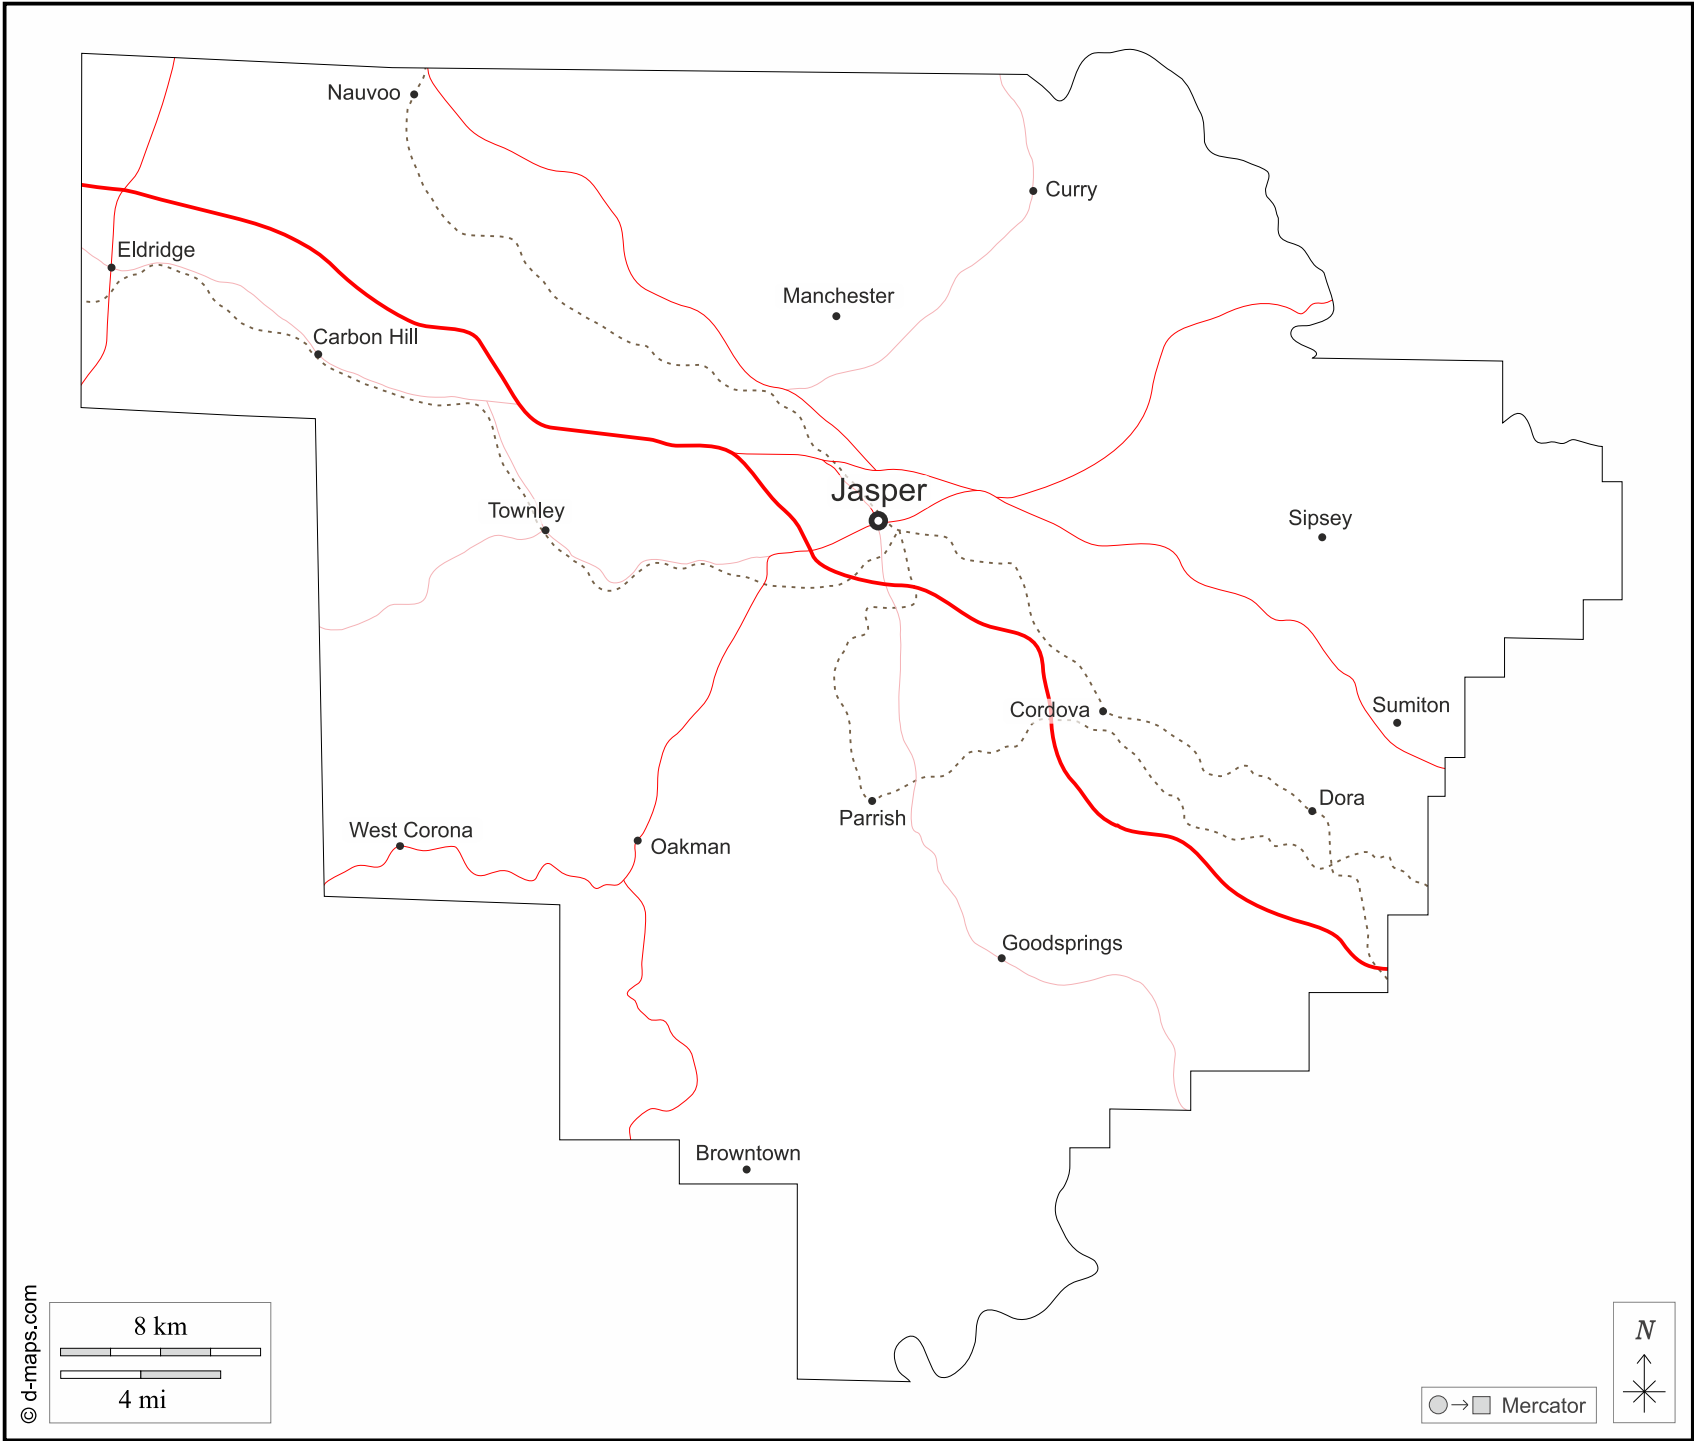 Nauvoo
Curry
Eldridge
Manchester
Carbon Hill
Jasper
Townley
Sipsey
Cordova
Sumiton
Dora
Parrish
West Corona
Oakman
Goodsprings
Browntown
© d-maps.com
8 km
4 mi
N
Mercator